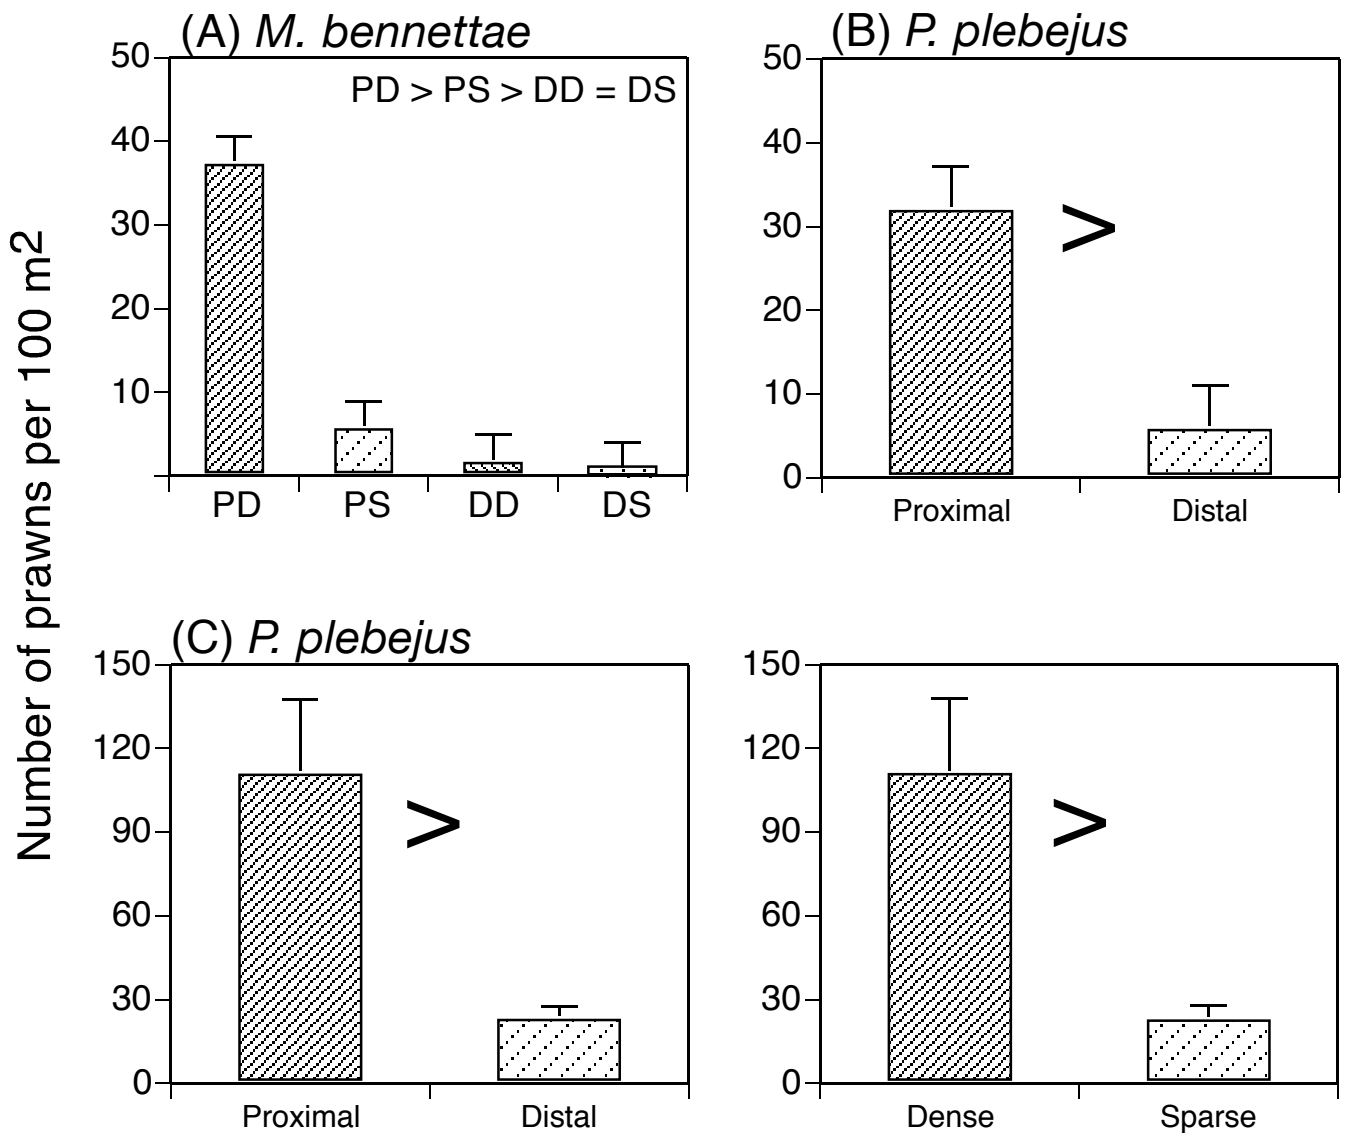 Number of prawns per 100 m2
(A) M. bennettae
50
40
30
20
10
PD > PS > DD = DS
PD PS DD DS
(B) P. plebejus
50
40
30
20
10
0
>
Proximal Distal
(C) P. plebejus
150
120
90
60
30
0
>
Proximal Distal
150
120
90
60
30
0
>
Dense Sparse